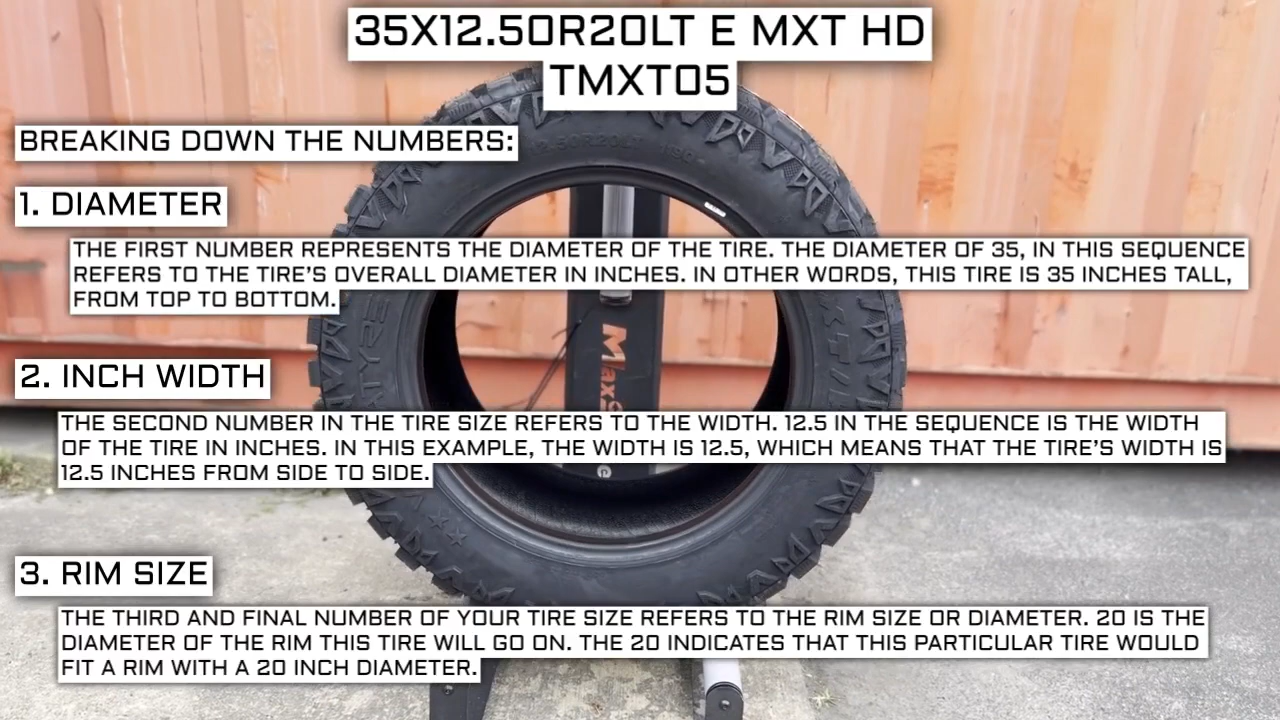 35X12.50R20LT E MXT HD
TMXT05
BREAKING DOWN THE NUMBERS:
1. DIAMETER
THE FIRST NUMBER REPRESENTS THE DIAMETER OF THE TIRE. THE DIAMETER OF 35, IN THIS SEQUENCE
REFERS TO THE TIRE'S OVERALL DIAMETER IN INCHES. IN OTHER WORDS, THIS TIRE IS 35 INCHES TALL,
FROM TOP TO BOTTOM.
2. INCH WIDTH
THE SECOND NUMBER IN THE TIRE SIZE REFERS TO THE WIDTH. 12.5 IN THE SEQUENCE IS THE WIDTH
OF THE TIRE IN INCHES. IN THIS EXAMPLE, THE WIDTH IS 12.5, WHICH MEANS THAT THE TIRE'S WIDTH IS
12.5 INCHES FROM SIDE TO SIDE.
3. RIM SIZE
THE THIRD AND FINAL NUMBER OF YOUR TIRE SIZE REFERS TO THE RIM SIZE OR DIAMETER. 20 IS THE
DIAMETER OF THE RIM THIS TIRE WILL GO ON. THE 20 INDICATES THAT THIS PARTICULAR TIRE WOULD
FIT A RIM WITH A 20 INCH DIAMETER.